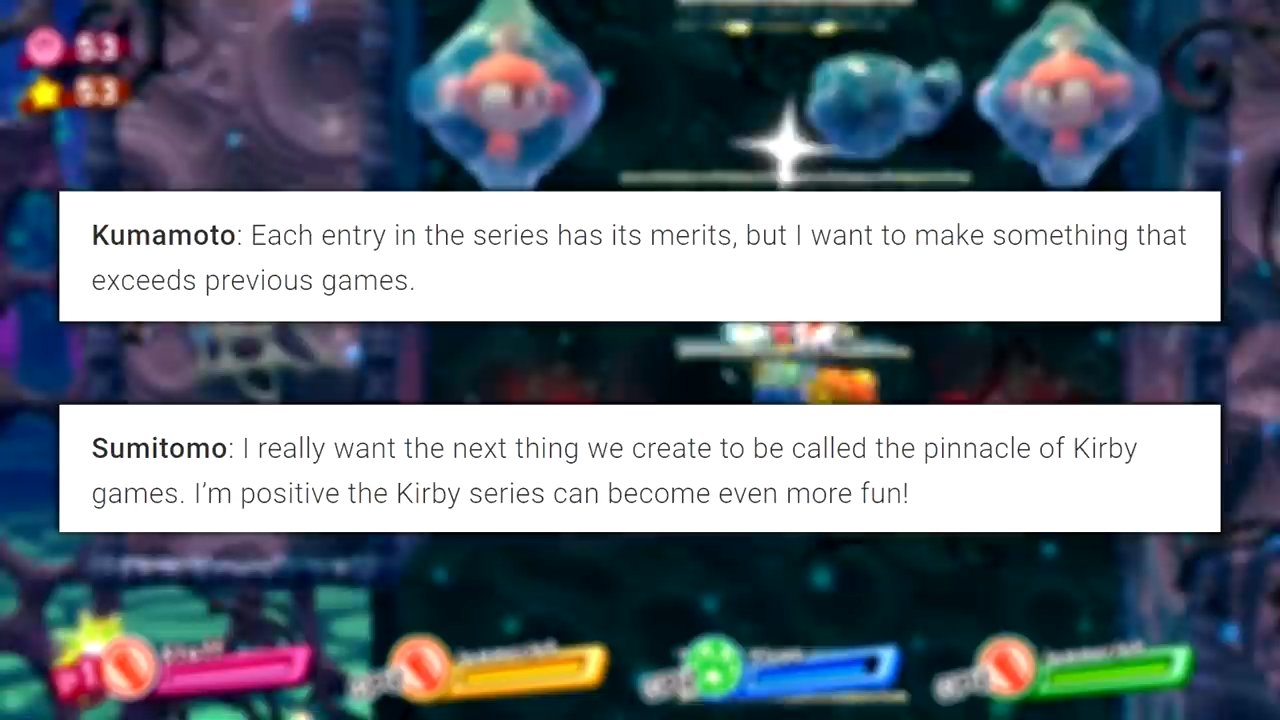 53
53
Kumamoto: Each entry in the series has its merits, but I want to make something that
exceeds previous games.
Sumitomo: I really want the next thing we create to be called the pinnacle of Kirby
games. I’m positive the Kirby series can become even more fun!